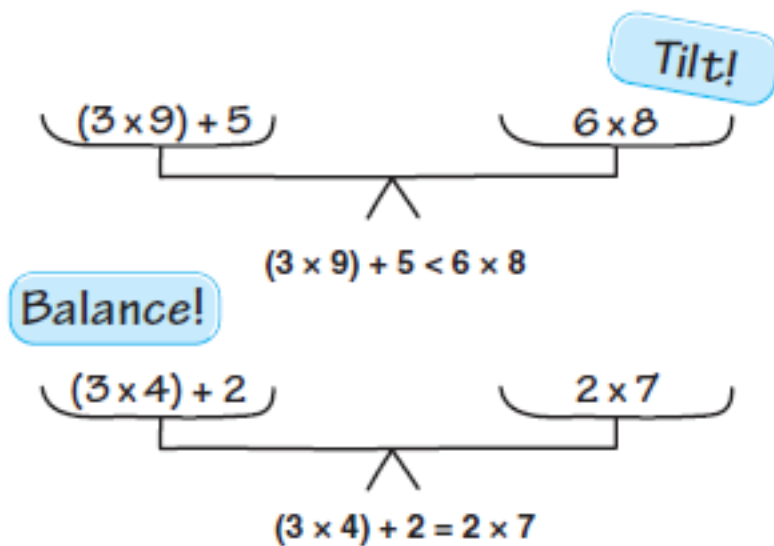 Tilt!
(3 x 9) + 5 6 x 8
(3 × 9) + 5 < 6 × 8
Balance!
(3 x 4) + 2 2 x 7
(3 × 4) + 2 = 2 × 7